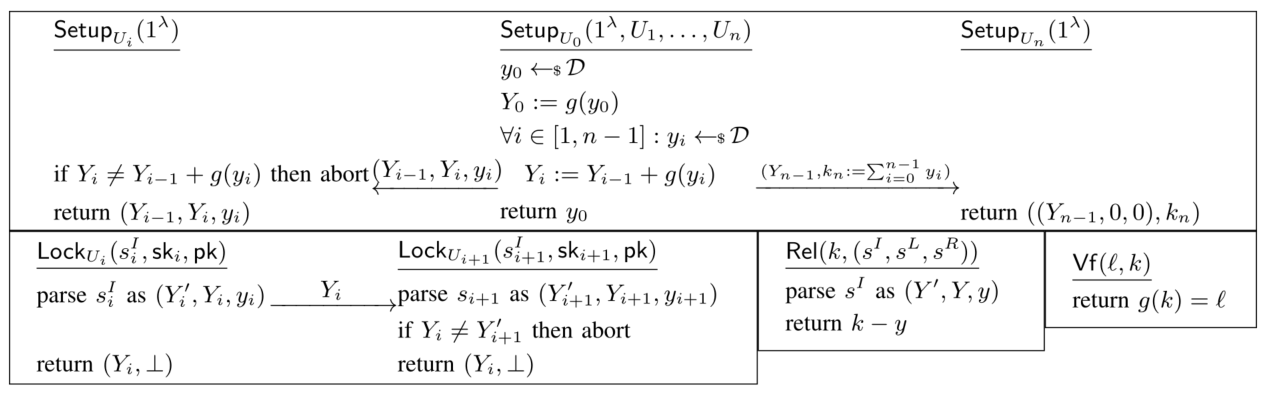 Setup_{U_i}(1^λ)
Setup_{U_0}(1^λ, U_1, . . . , U_n)
Setup_{U_n}(1^λ)
y_0 ←$ 𝒟
Y_0 := g(y_0)
∀i ∈ [1, n − 1] : y_i ←$ 𝒟
if Y_i ≠ Y_{i−1} + g(y_i) then abort
(Y_{i−1}, Y_i, y_i)
Y_i := Y_{i−1} + g(y_i)
(Y_{n−1}, k_n := ∑_{i=0}^{n−1} y_i)
return (Y_{i−1}, Y_i, y_i)
return y_0
return ((Y_{n−1}, 0, 0), k_n)
Lock_{U_i}(s_i^I, sk_i, pk)
parse s_i^I as (Y'_i, Y_i, y_i)
Y_i
return (Y_i, ⊥)
Lock_{U_{i+1}}(s_{i+1}^I, sk_{i+1}, pk)
parse s_{i+1} as (Y'_{i+1}, Y_{i+1}, y_{i+1})
if Y_i ≠ Y'_{i+1} then abort
return (Y_i, ⊥)
Rel(k, (s^I, s^L, s^R))
parse s^I as (Y', Y, y)
return k − y
Vf(ℓ, k)
return g(k) = ℓ